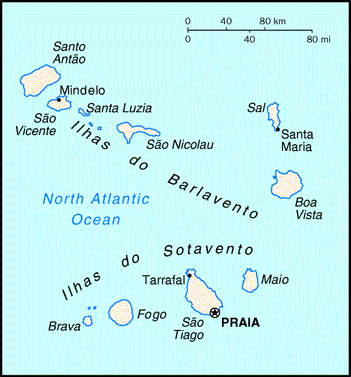 0 40 80 km
0 40 80 mi
Santo
Antão
Mindelo
São
Vicente
Santa Luzia
São Nicolau
Sal
Santa
Maria
Boa
Vista
Ilhas do Barlavento
North Atlantic
Ocean
Ilhas do Sotavento
Tarrafal
Maio
São
Tiago
PRAIA
Fogo
Brava